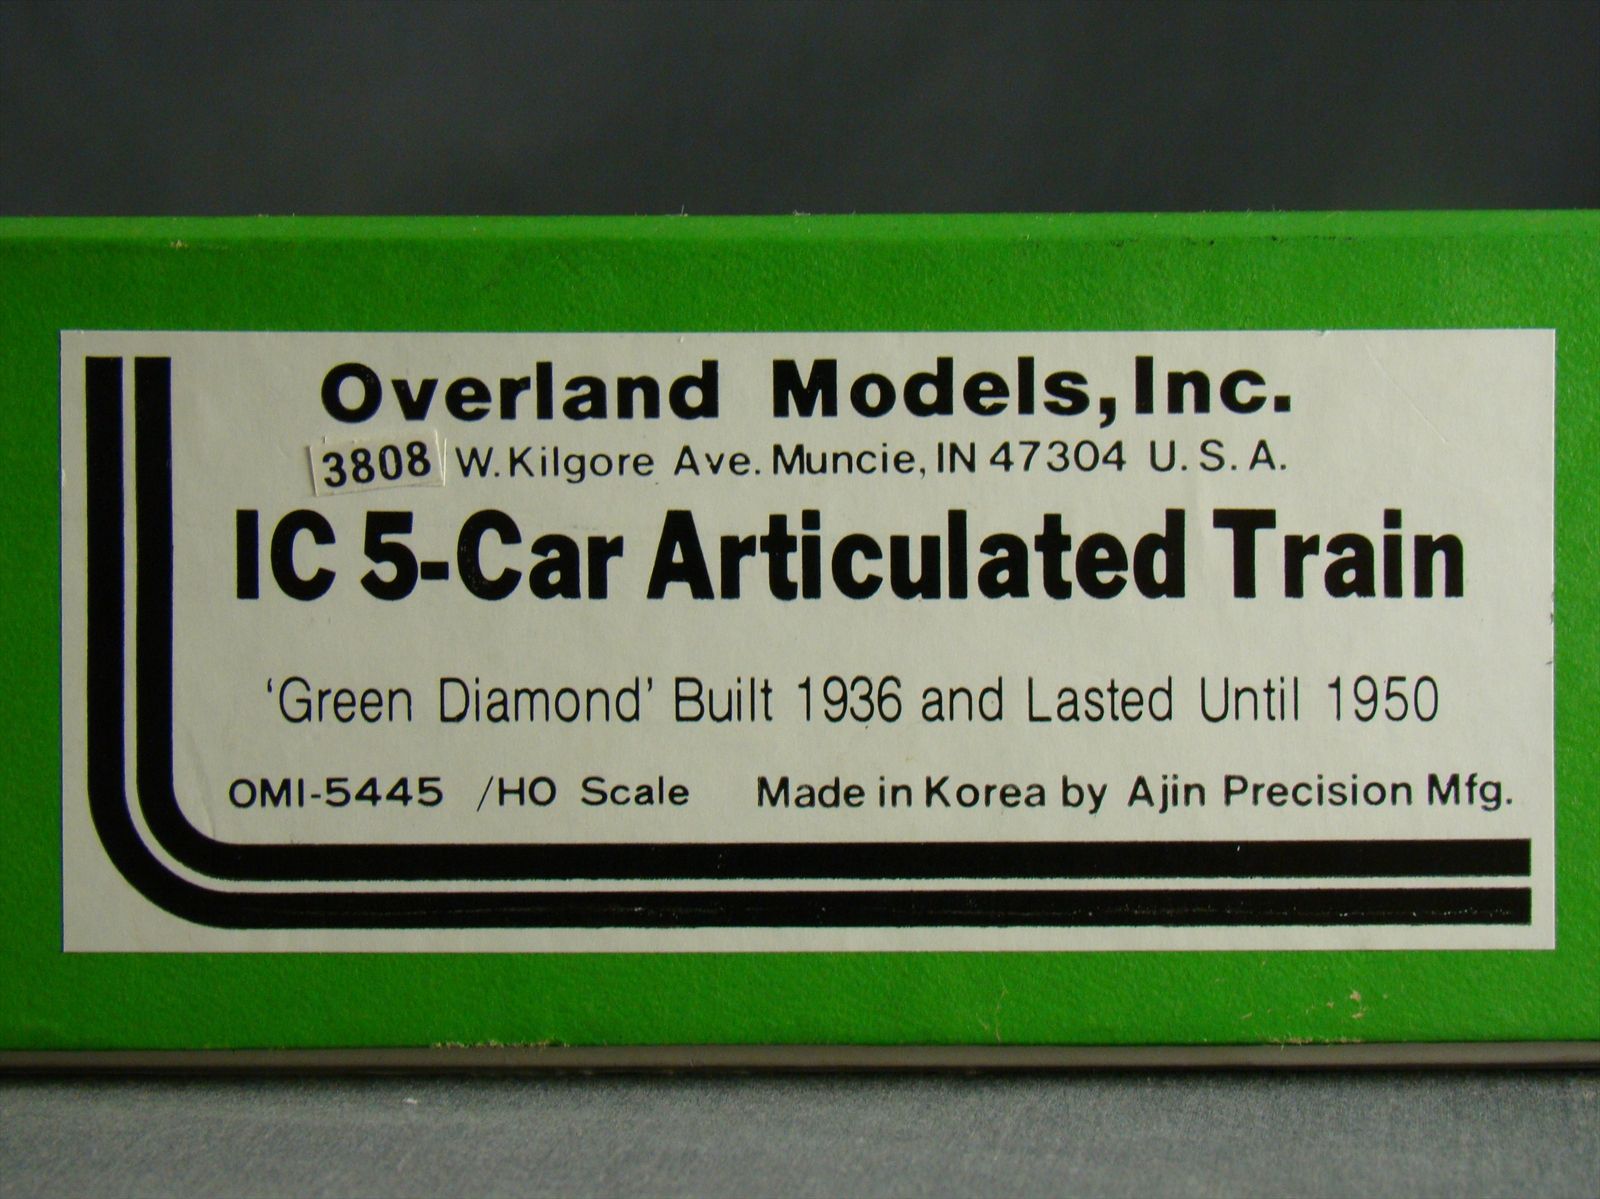 Overland Models, Inc.
3808 W. Kilgore Ave. Muncie, IN 47304 U. S. A.
IC 5-Car Articulated Train
‘Green Diamond’ Built 1936 and Lasted Until 1950
OMI-5445 /HO Scale Made in Korea by Ajin Precision Mfg.